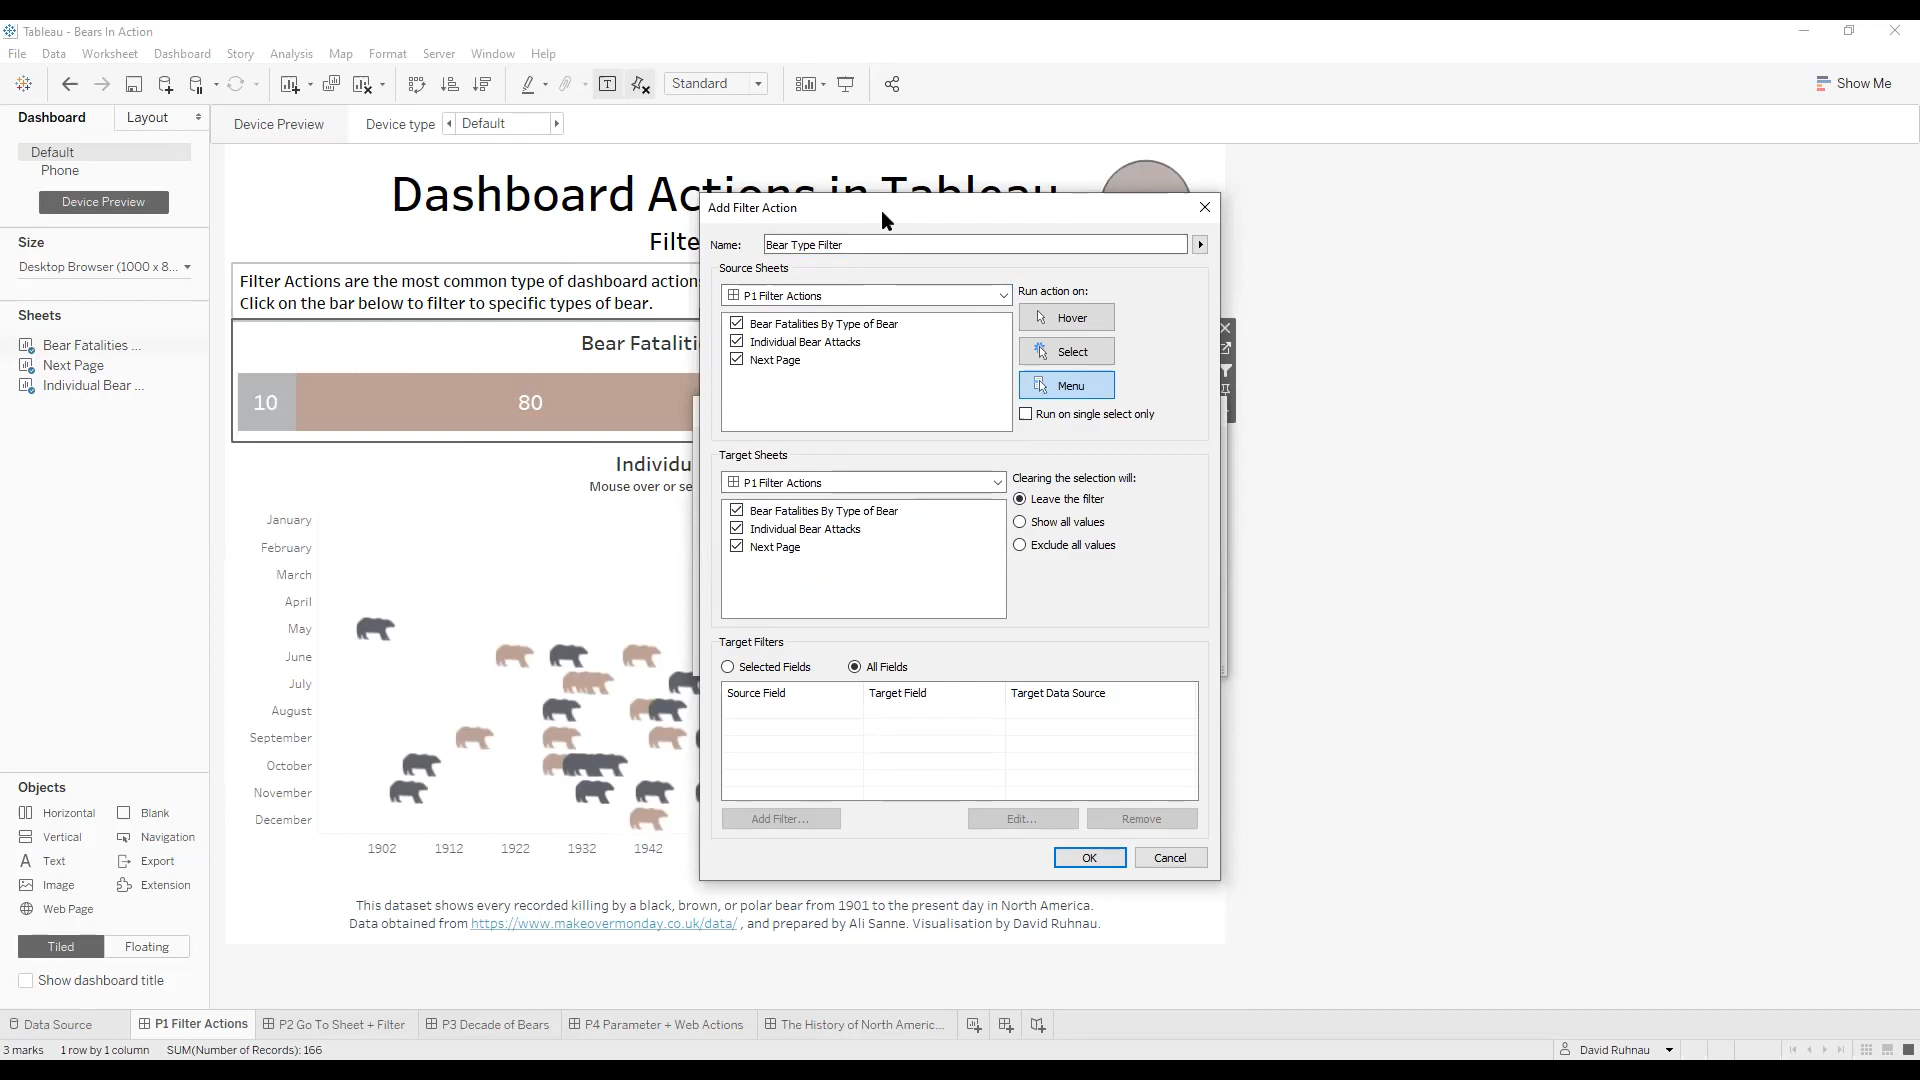 Tableau - Bears In Action
File Data Worksheet Dashboard Story Analysis Map Format Server Window Help
Standard
Show Me
Dashboard Layout
Device Preview Device type Default
Default
Phone
Device Preview
Size
Desktop Browser (1000 x 8...
Sheets
Bear Fatalities ...
Next Page
Individual Bear ...
Dashboard Actions in Tableau
Filte
Filter Actions are the most common type of dashboard action
Click on the bar below to filter to specific types of bear.
Bear Fataliti
10 80
Individu
Mouse over or se
January
February
March
April
May
June
July
August
September
October
November
December
1902 1912 1922 1932 1942
Add Filter Action
Name: Bear Type Filter
Source Sheets
P1 Filter Actions
Bear Fatalities By Type of Bear
Individual Bear Attacks
Next Page
Run action on:
Hover
Select
Menu
Run on single select only
Target Sheets
P1 Filter Actions
Bear Fatalities By Type of Bear
Individual Bear Attacks
Next Page
Clearing the selection will:
Leave the filter
Show all values
Exclude all values
Target Filters
Selected Fields All Fields
Source Field Target Field Target Data Source
Add Filter... Edit... Remove
OK Cancel
This dataset shows every recorded killing by a black, brown, or polar bear from 1901 to the present day in North America.
Data obtained from https://www.makeovermonday.co.uk/data/ , and prepared by Ali Sanne. Visualisation by David Ruhnau.
Objects
Horizontal Blank
Vertical Navigation
A Text Export
Image Extension
Web Page
Tiled Floating
Show dashboard title
Data Source P1 Filter Actions P2 Go To Sheet + Filter P3 Decade of Bears P4 Parameter + Web Actions The History of North Americ...
3 marks 1 row by 1 column SUM(Number of Records): 166 David Ruhnau